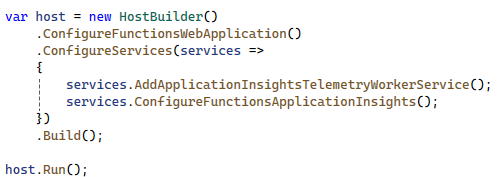 var host = new HostBuilder()
    .ConfigureFunctionsWebApplication()
    .ConfigureServices(services =>
    {
        services.AddApplicationInsightsTelemetryWorkerService();
        services.ConfigureFunctionsApplicationInsights();
    })
    .Build();

host.Run();